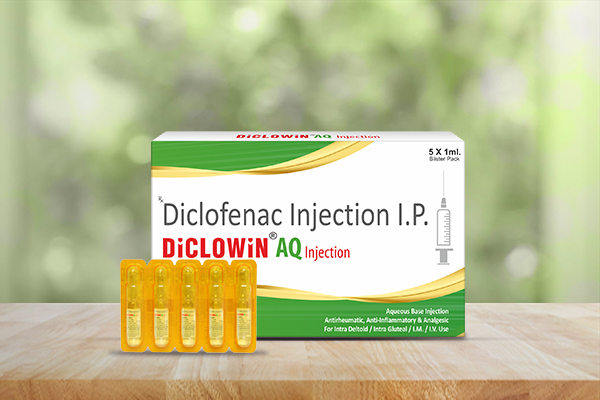 DiCLOWiN AQ Injection
5 X 1ml.
Blister Pack
Rx
Diclofenac Injection I.P.
DiCLOWiN® AQ Injection
Aqueous Base Injection
Antirheumatic, Anti-Inflammatory & Analgesic
For Intra Deltoid / Intra Gluteal / I.M. / I.V. Use